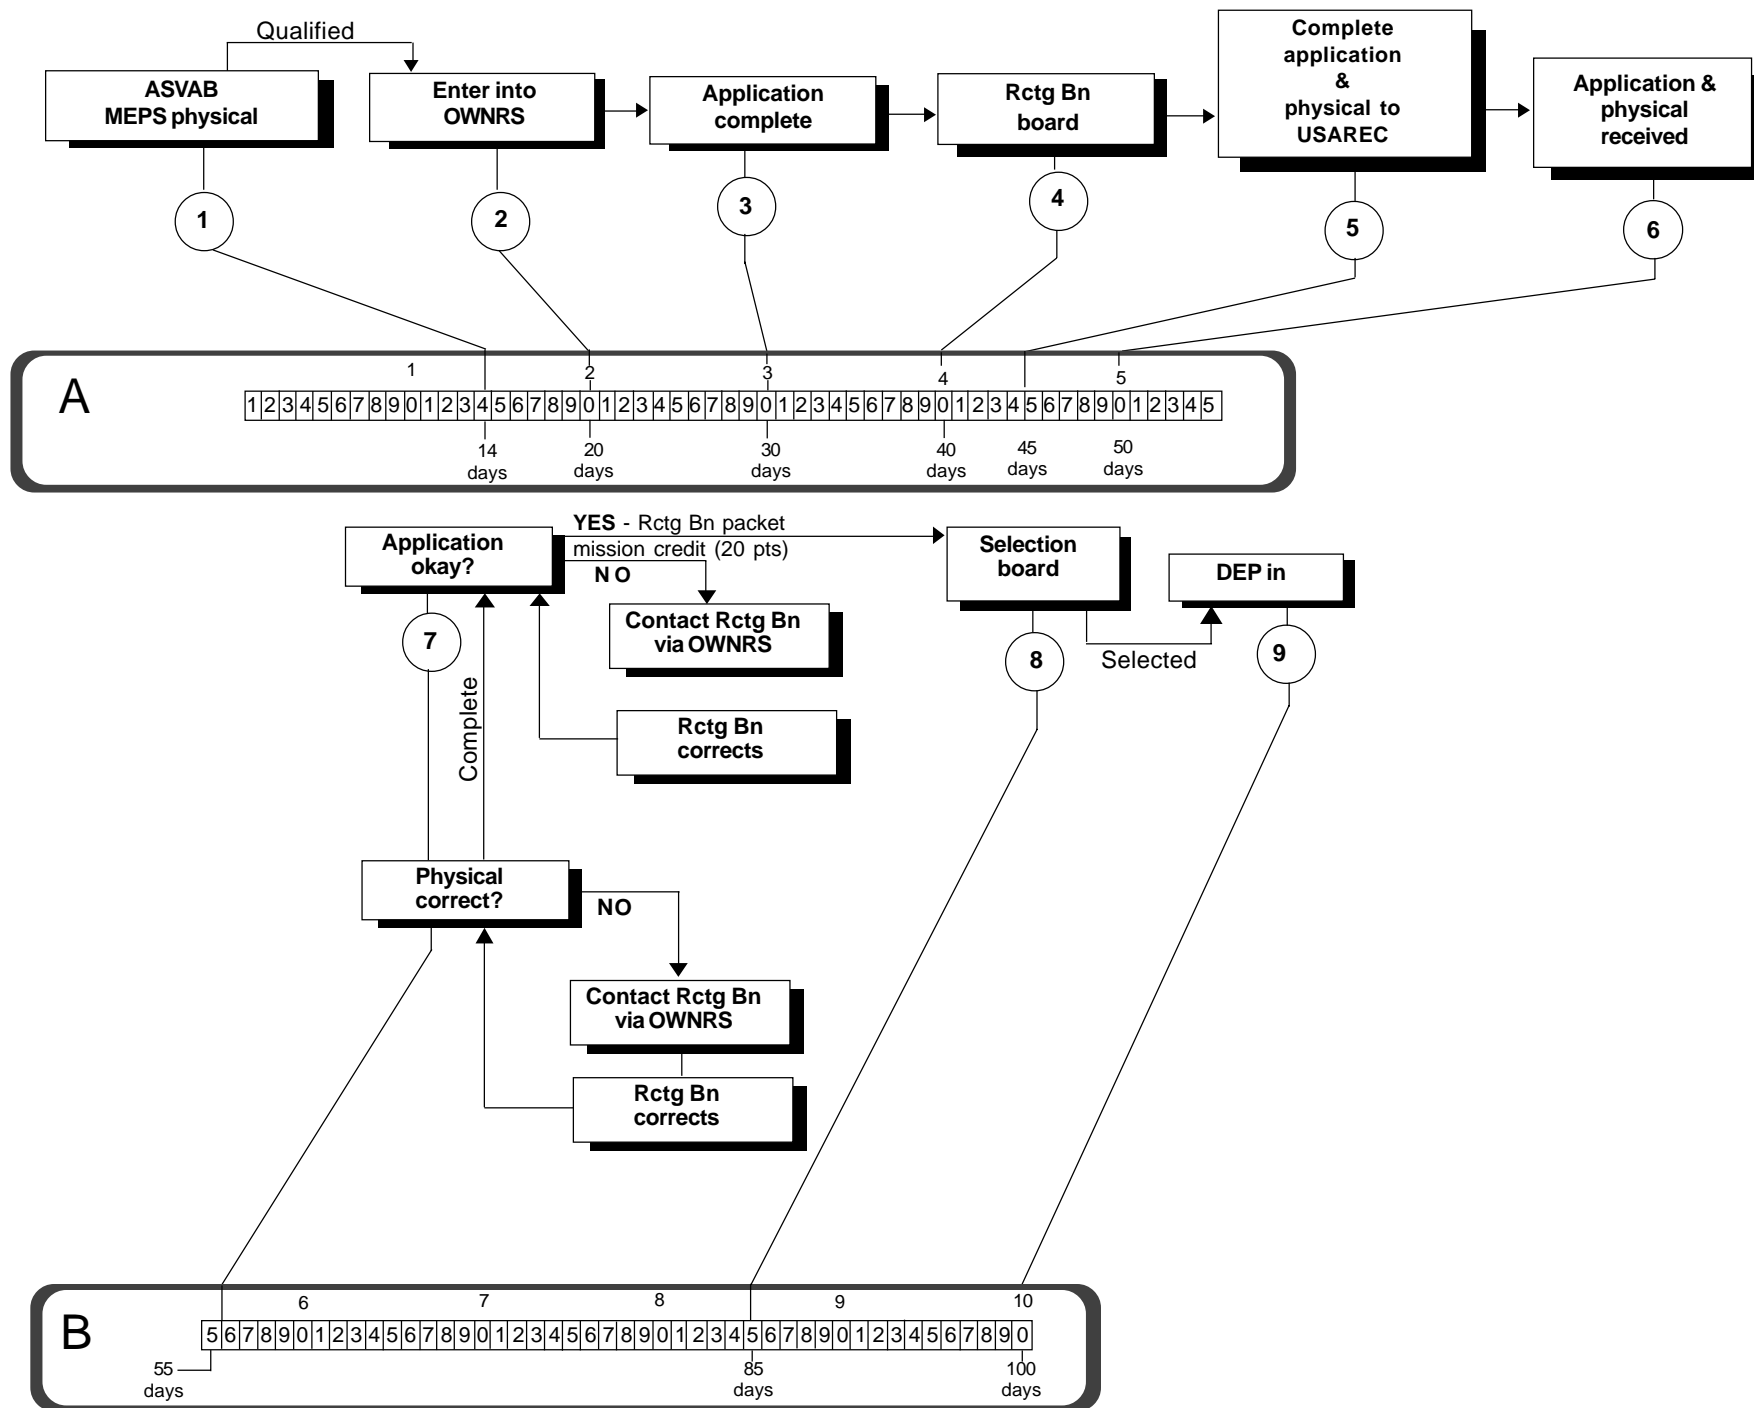 Qualified
ASVAB
MEPS physical
Enter into
OWNRS
Application
complete
Rctg Bn
board
Complete
application
&
physical to
USAREC
Application &
physical
received
1
2
3
4
5
6
A
1 2 3 4 5
1 2 3 4 5 6 7 8 9 0 1 2 3 4 5 6 7 8 9 0 1 2 3 4 5 6 7 8 9 0 1 2 3 4 5 6 7 8 9 0 1 2 3 4 5 6 7 8 9 0 1 2 3 4 5
14 20 30 40 45 50
days days days days days days
Application
okay?
YES - Rctg Bn packet
mission credit (20 pts)
NO
Contact Rctg Bn
via OWNRS
Rctg Bn
corrects
Selection
board
Selected
DEP in
7
8
9
Complete
Physical
correct?
NO
Contact Rctg Bn
via OWNRS
Rctg Bn
corrects
B
6 7 8 9 10
5 6 7 8 9 0 1 2 3 4 5 6 7 8 9 0 1 2 3 4 5 6 7 8 9 0 1 2 3 4 5 6 7 8 9 0 1 2 3 4 5 6 7 8 9 0
55 85 100
days days days